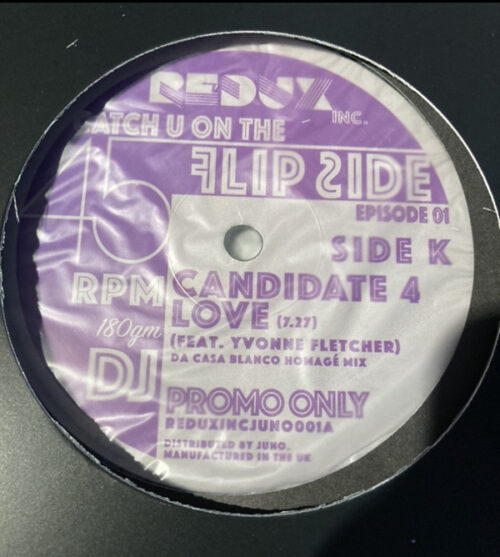 REDUX
INC.
CATCH U ON THE
FLIP SIDE
EPISODE 01
45
SIDE K
RPM
CANDIDATE 4
LOVE (7.27)
180gm
(FEAT. YVONNE FLETCHER)
DA CASA BLANCO HOMAGÉ MIX
DJ
PROMO ONLY
REDUXINCJUNO001A
DISTRIBUTED BY JUNO.
MANUFACTURED IN THE UK